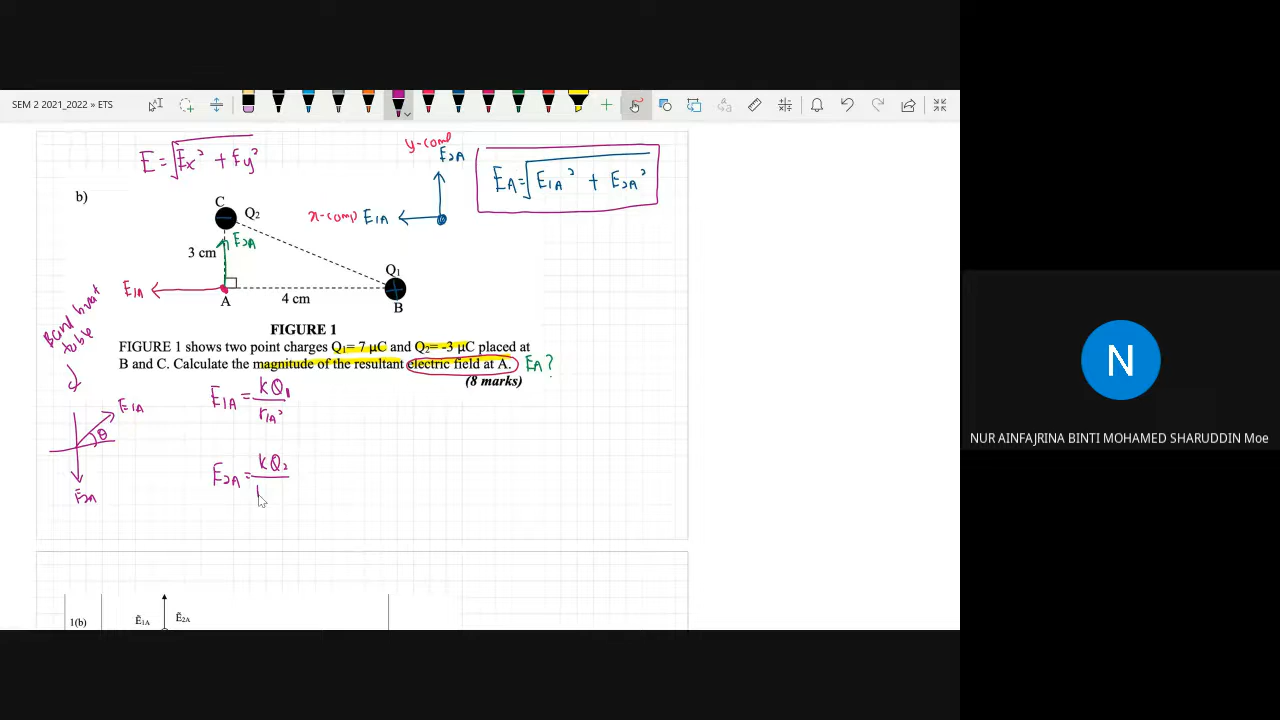 SEM 2 2021_2022 » ETS
E = √Ex² + Ey²
y-comp
E2A
EA = √E1A² + E2A²
x-comp E1A
b)
C
Q2
E2A
3 cm
E1A
A
4 cm
Q1
B
FIGURE 1
FIGURE 1 shows two point charges Q1= 7 µC and Q2= -3 µC placed at
B and C. Calculate the magnitude of the resultant electric field at A. EA?
(8 marks)
E1A = kQ1
r1A²
E2A = kQ2
E1A
θ
E2A
1(b)
Ē1A
Ē2A
N
NUR AINFAJRINA BINTI MOHAMED SHARUDDIN Moe